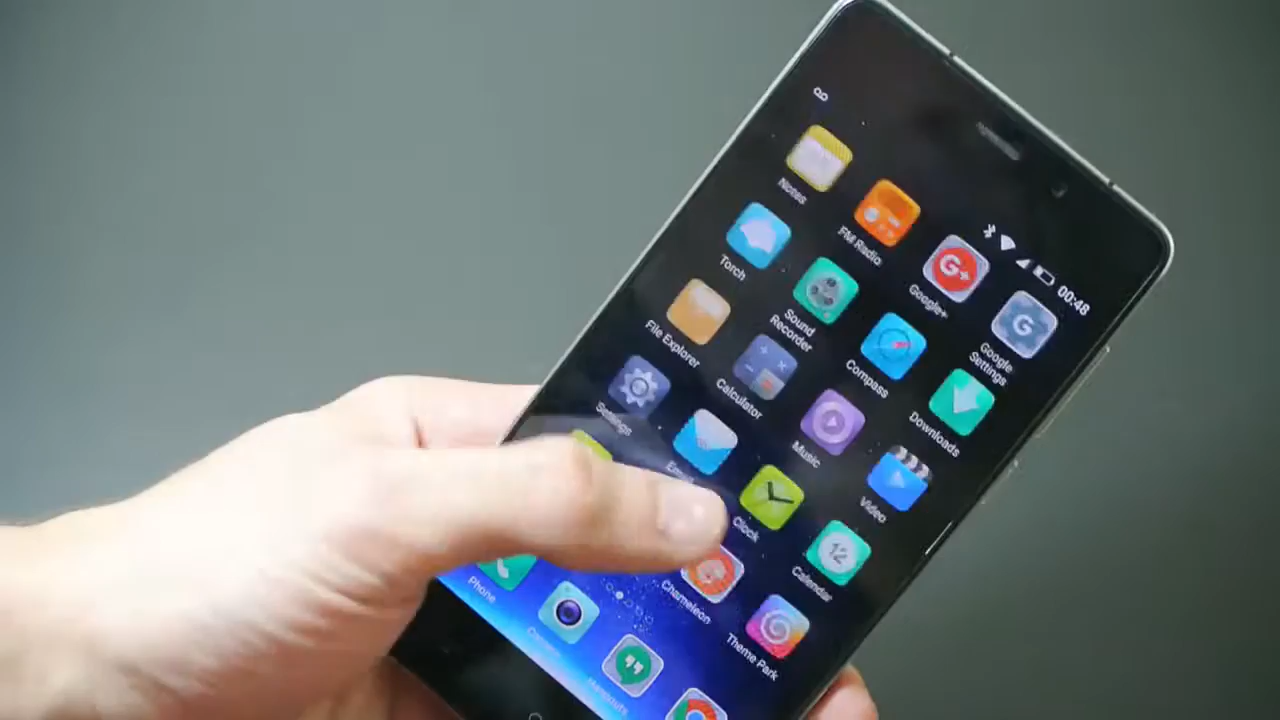 00:48
Notes
FM Radio
Google+
Google
Settings
Torch
Sound
Recorder
Compass
Downloads
File Explorer
Calculator
Music
Video
Settings
Clock
Calendar
Chameleon
Theme Park
Phone
G+
G
12